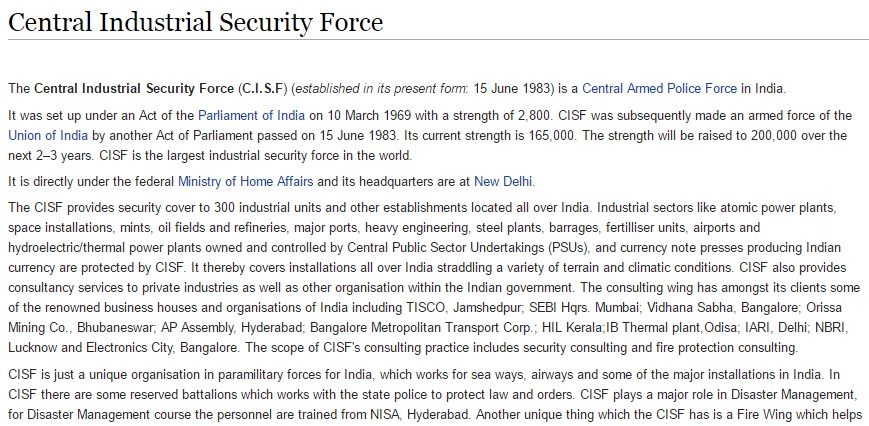 Central Industrial Security Force
The Central Industrial Security Force (C.I.S.F) (established in its present form: 15 June 1983) is a Central Armed Police Force in India.
It was set up under an Act of the Parliament of India on 10 March 1969 with a strength of 2,800. CISF was subsequently made an armed force of the
Union of India by another Act of Parliament passed on 15 June 1983. Its current strength is 165,000. The strength will be raised to 200,000 over the
next 2–3 years. CISF is the largest industrial security force in the world.
It is directly under the federal Ministry of Home Affairs and its headquarters are at New Delhi.
The CISF provides security cover to 300 industrial units and other establishments located all over India. Industrial sectors like atomic power plants,
space installations, mints, oil fields and refineries, major ports, heavy engineering, steel plants, barrages, fertilliser units, airports and
hydroelectric/thermal power plants owned and controlled by Central Public Sector Undertakings (PSUs), and currency note presses producing Indian
currency are protected by CISF. It thereby covers installations all over India straddling a variety of terrain and climatic conditions. CISF also provides
consultancy services to private industries as well as other organisation within the Indian government. The consulting wing has amongst its clients some
of the renowned business houses and organisations of India including TISCO, Jamshedpur; SEBI Hqrs. Mumbai; Vidhana Sabha, Bangalore; Orissa
Mining Co., Bhubaneswar; AP Assembly, Hyderabad; Bangalore Metropolitan Transport Corp.; HIL Kerala;IB Thermal plant,Odisa; IARI, Delhi; NBRI,
Lucknow and Electronics City, Bangalore. The scope of CISF's consulting practice includes security consulting and fire protection consulting.
CISF is just a unique organisation in paramilitary forces for India, which works for sea ways, airways and some of the major installations in India. In
CISF there are some reserved battalions which works with the state police to protect law and orders. CISF plays a major role in Disaster Management,
for Disaster Management course the personnel are trained from NISA, Hyderabad. Another unique thing which the CISF has is a Fire Wing which helps